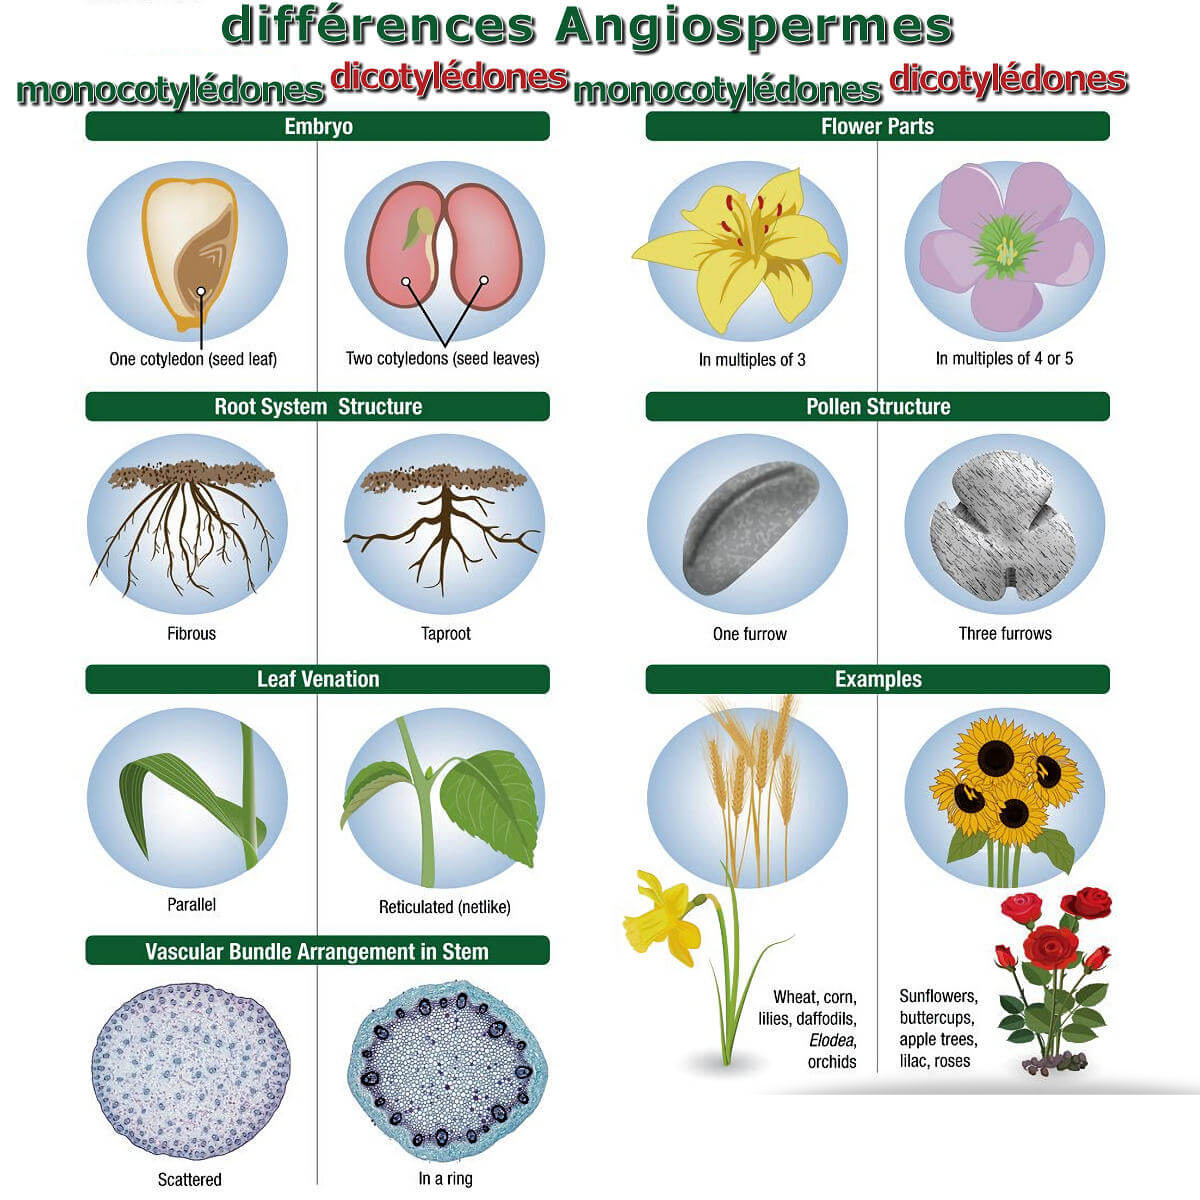 différences Angiospermes
monocotylédones dicotylédones monocotylédones dicotylédones
Embryo
One cotyledon (seed leaf)
Two cotyledons (seed leaves)
Root System Structure
Fibrous
Taproot
Leaf Venation
Parallel
Reticulated (netlike)
Vascular Bundle Arrangement in Stem
Scattered
In a ring
Flower Parts
In multiples of 3
In multiples of 4 or 5
Pollen Structure
One furrow
Three furrows
Examples
Wheat, corn,
lilies, daffodils,
Elodea,
orchids
Sunflowers,
buttercups,
apple trees,
lilac, roses